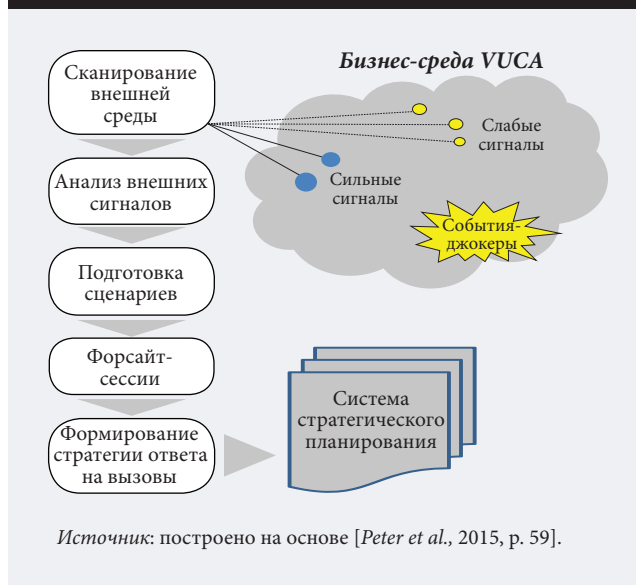 Сканирование
внешней
среды
Бизнес-среда VUCA
Слабые
сигналы
Сильные
сигналы
События-
джокеры
Анализ внешних
сигналов
Подготовка
сценариев
Форсайт-
сессии
Формирование
стратегии ответа
на вызовы
Система
стратегического
планирования
Источник: построено на основе [Peter et al., 2015, p. 59].